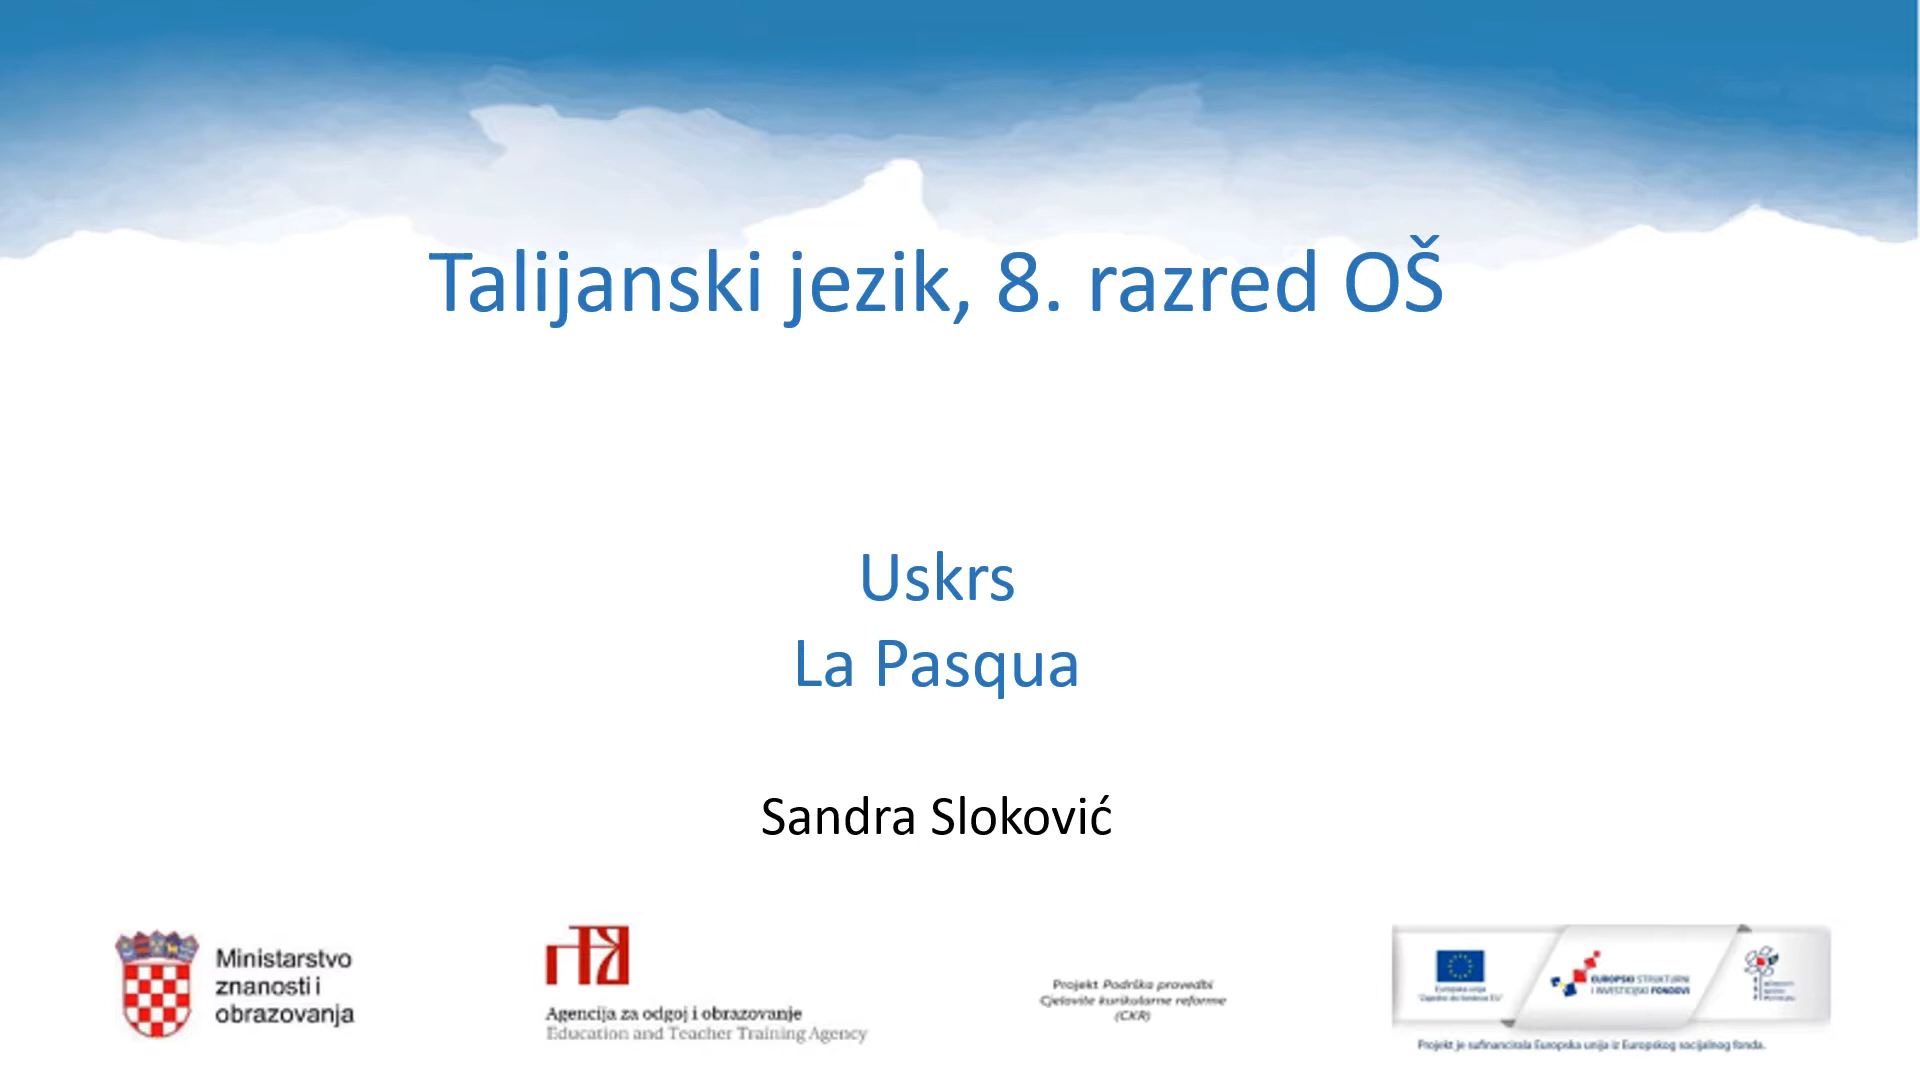 Talijanski jezik, 8. razred OŠ
Uskrs
La Pasqua
Sandra Sloković
Ministarstvo
znanosti i
obrazovanja
Agencija za odgoj i obrazovanje
Education and Teacher Training Agency
Projekt Podrška provedbi
Cjelovite kurikularne reforme
(CKR)
EUROPSKI STRUKTURNI
I INVESTICIJSKI FONDOVI
Projekt je sufinancirala Europska unija iz Europskog socijalnog fonda.